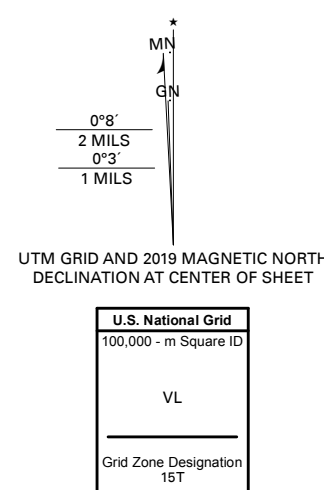 ★
MN
GN
0°8´
2 MILS
0°3´
1 MILS
UTM GRID AND 2019 MAGNETIC NORTH
DECLINATION AT CENTER OF SHEET
U.S. National Grid
100,000 - m Square ID
VL
Grid Zone Designation
15T